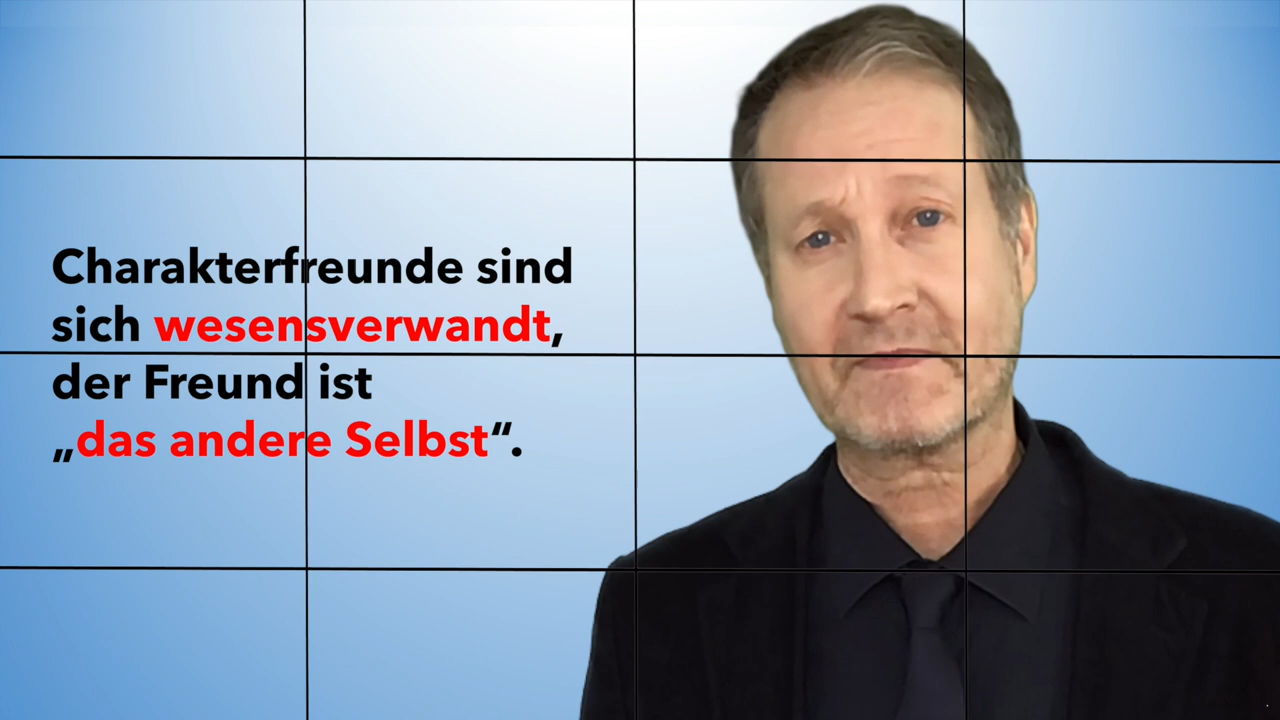 Charakterfreunde sind
sich wesensverwandt,
der Freund ist
„das andere Selbst“.